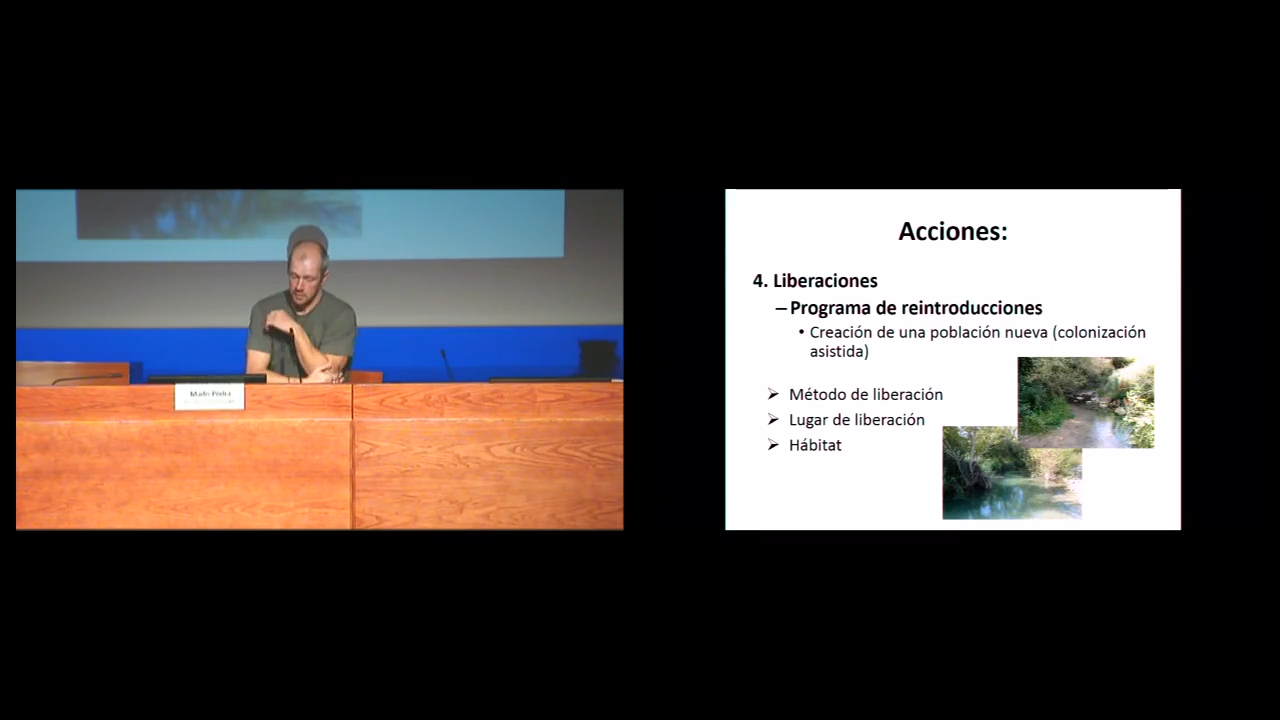 Acciones:
4. Liberaciones
–Programa de reintroducciones
• Creación de una población nueva (colonización
asistida)
➢ Método de liberación
➢ Lugar de liberación
➢ Hábitat